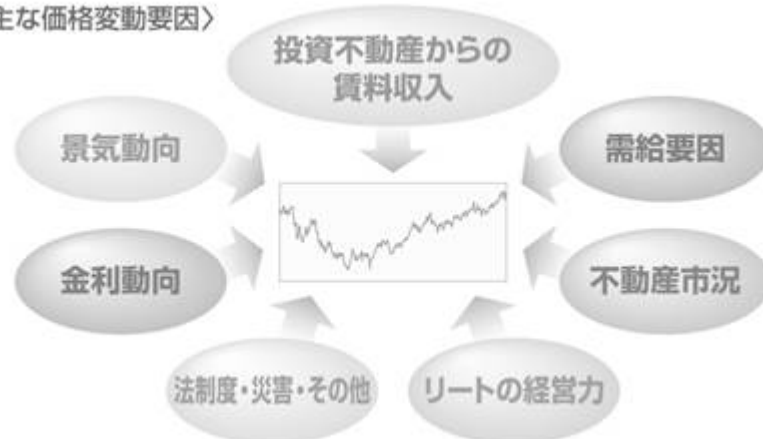 主な価格変動要因〉
投資不動産からの
賃料収入
景気動向
需給要因
金利動向
不動産市況
法制度・災害・その他
リートの経営力